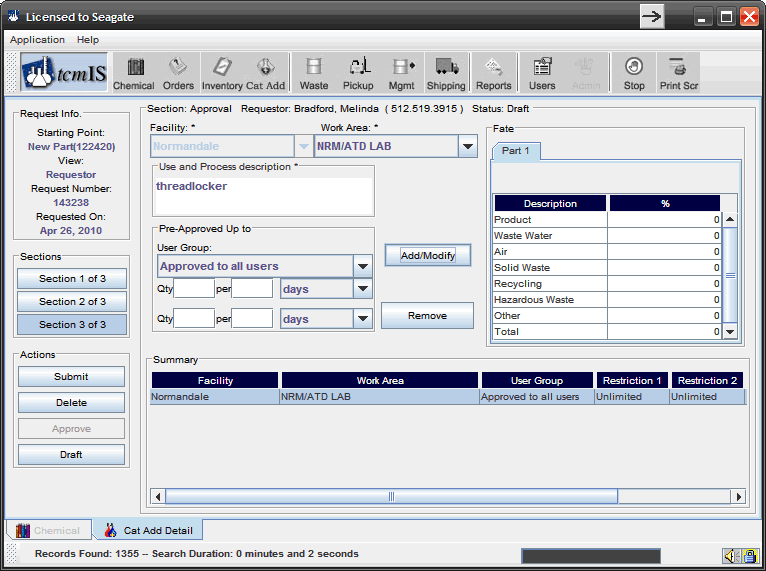 Licensed to Seagate
Application Help
tcmIS Chemical Orders Inventory Cat Add Waste Pickup Mgmt Shipping Reports Users Admin Stop Print Scr
Request Info.
Starting Point:
New Part(122420)
View:
Requestor
Request Number:
143238
Requested On:
Apr 26, 2010
Sections
Section 1 of 3
Section 2 of 3
Section 3 of 3
Actions
Submit
Delete
Approve
Draft
Section: Approval Requestor: Bradford, Melinda ( 512.519.3915 ) Status: Draft
Facility: * Work Area: *
Normandale NRM/ATD LAB
Use and Process description *
threadlocker
Pre-Approved Up to
User Group:
Approved to all users
Qty per days
Qty per days
Add/Modify
Remove
Fate
Part 1
Description %
Product 0
Waste Water 0
Air 0
Solid Waste 0
Recycling 0
Hazardous Waste 0
Other 0
Total 0
Summary
Facility Work Area User Group Restriction 1 Restriction 2
Normandale NRM/ATD LAB Approved to all users Unlimited Unlimited
Chemical Cat Add Detail
Records Found: 1355 -- Search Duration: 0 minutes and 2 seconds